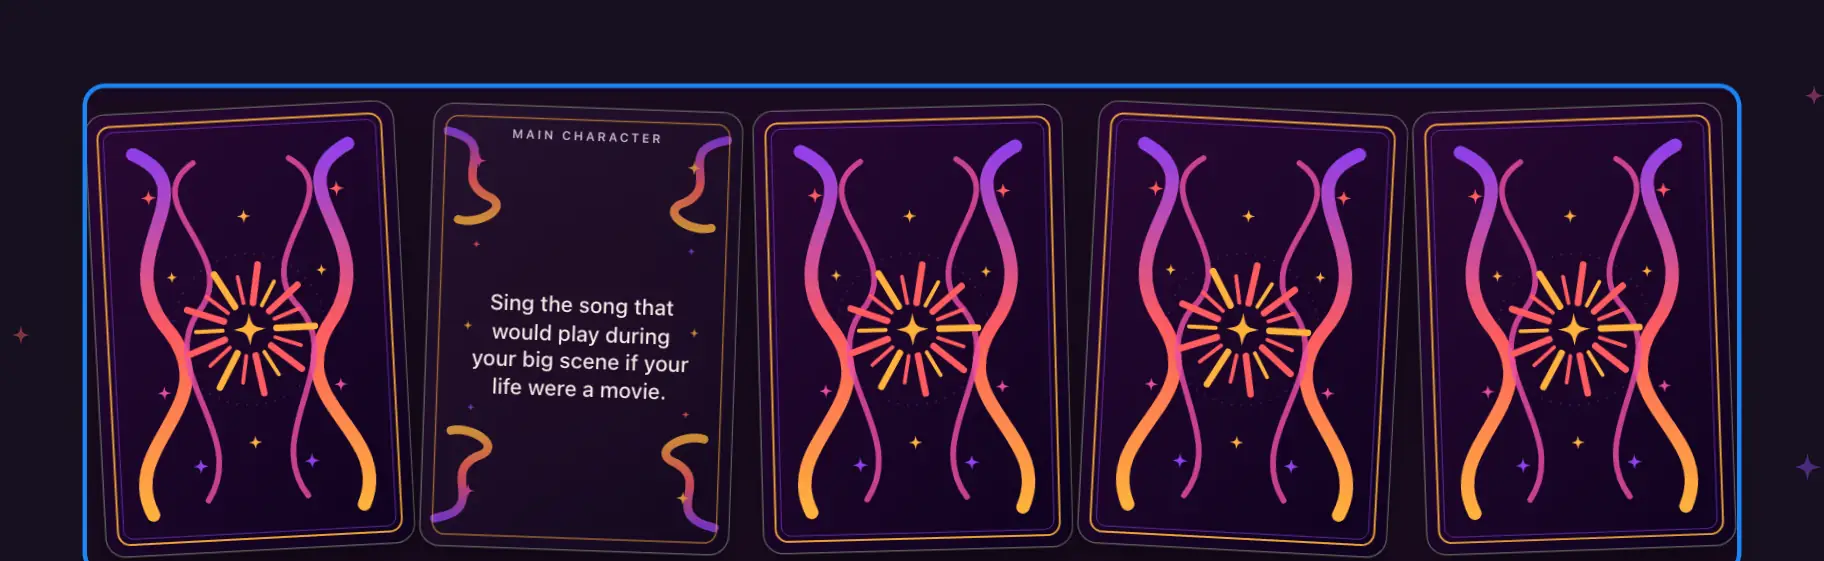 MAIN CHARACTER
Sing the song that
would play during
your big scene if your
life were a movie.